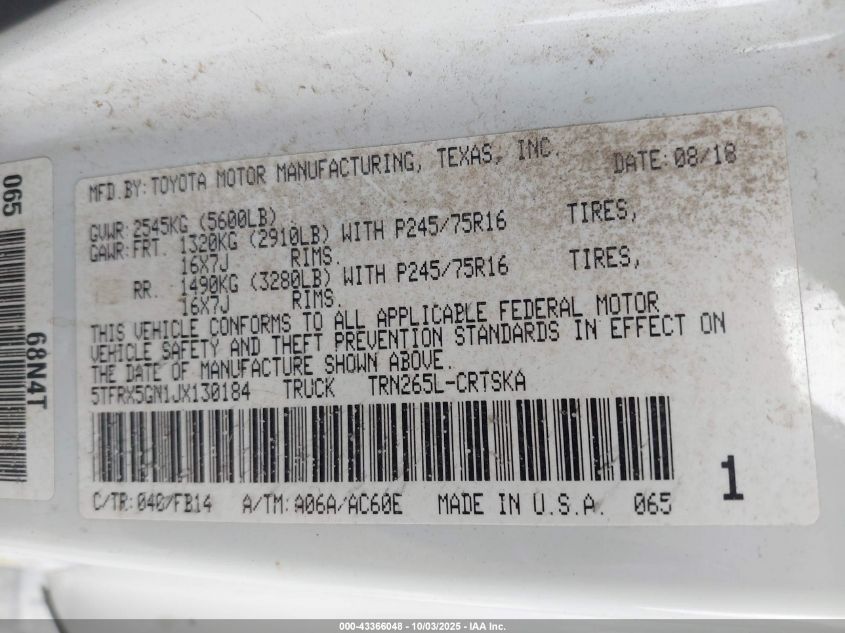 MFD.BY: TOYOTA MOTOR MANUFACTURING, TEXAS, INC. DATE: 08/18
GVWR: 2545KG (5600LB)
GAWR: FRT. 1320KG (2910LB) WITH P245/75R16 TIRES,
16X7J RIMS.
RR. 1490KG (3280LB) WITH P245/75R16 TIRES,
16X7J RIMS.
THIS VEHICLE CONFORMS TO ALL APPLICABLE FEDERAL MOTOR
VEHICLE SAFETY AND THEFT PREVENTION STANDARDS IN EFFECT ON
THE DATE OF MANUFACTURE SHOWN ABOVE.
5TFRX5GN1JX130184 TRUCK TRN265L-CRTSKA
C/TR: 040/FB14 A/TM: A06A/AC60E MADE IN U.S.A. 065
1
065
68N4T
000-43366048 - 10/03/2025 - IAA Inc.